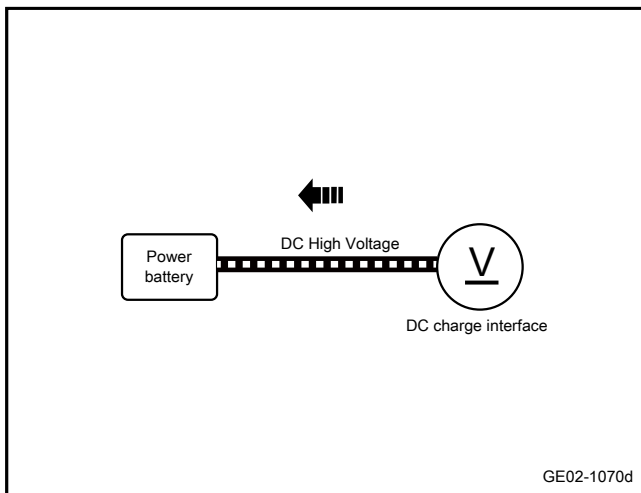 DC High Voltage
Power
battery
V
DC charge interface
GE02-1070d